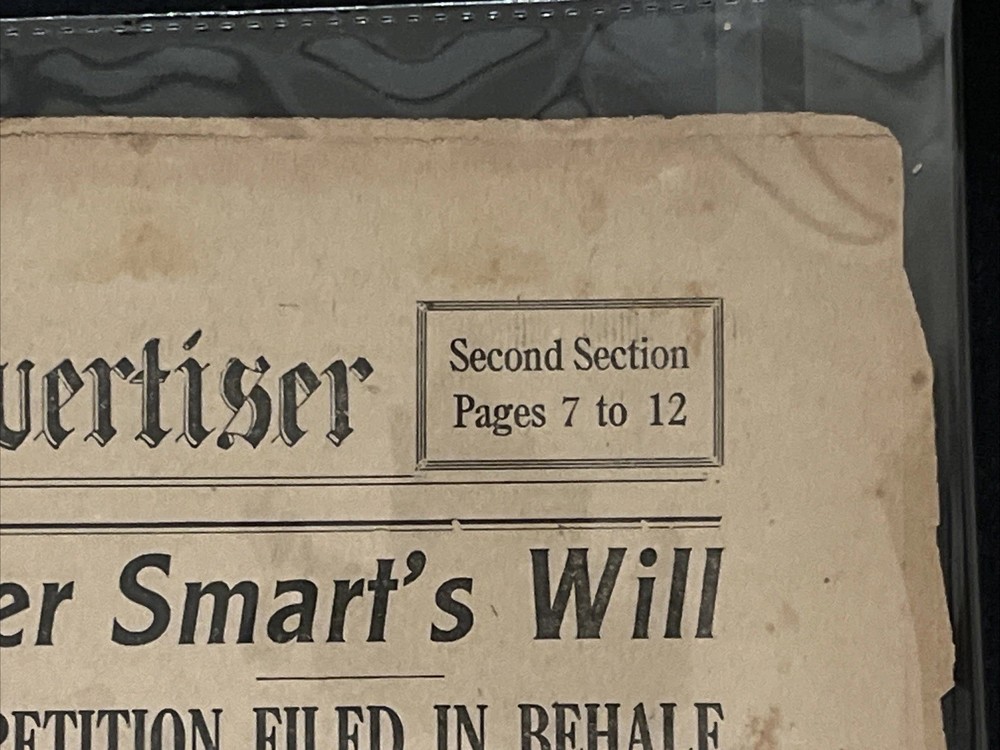 vertiser
Second Section
Pages 7 to 12
er Smart's Will
PETITION FILED IN BEHALF